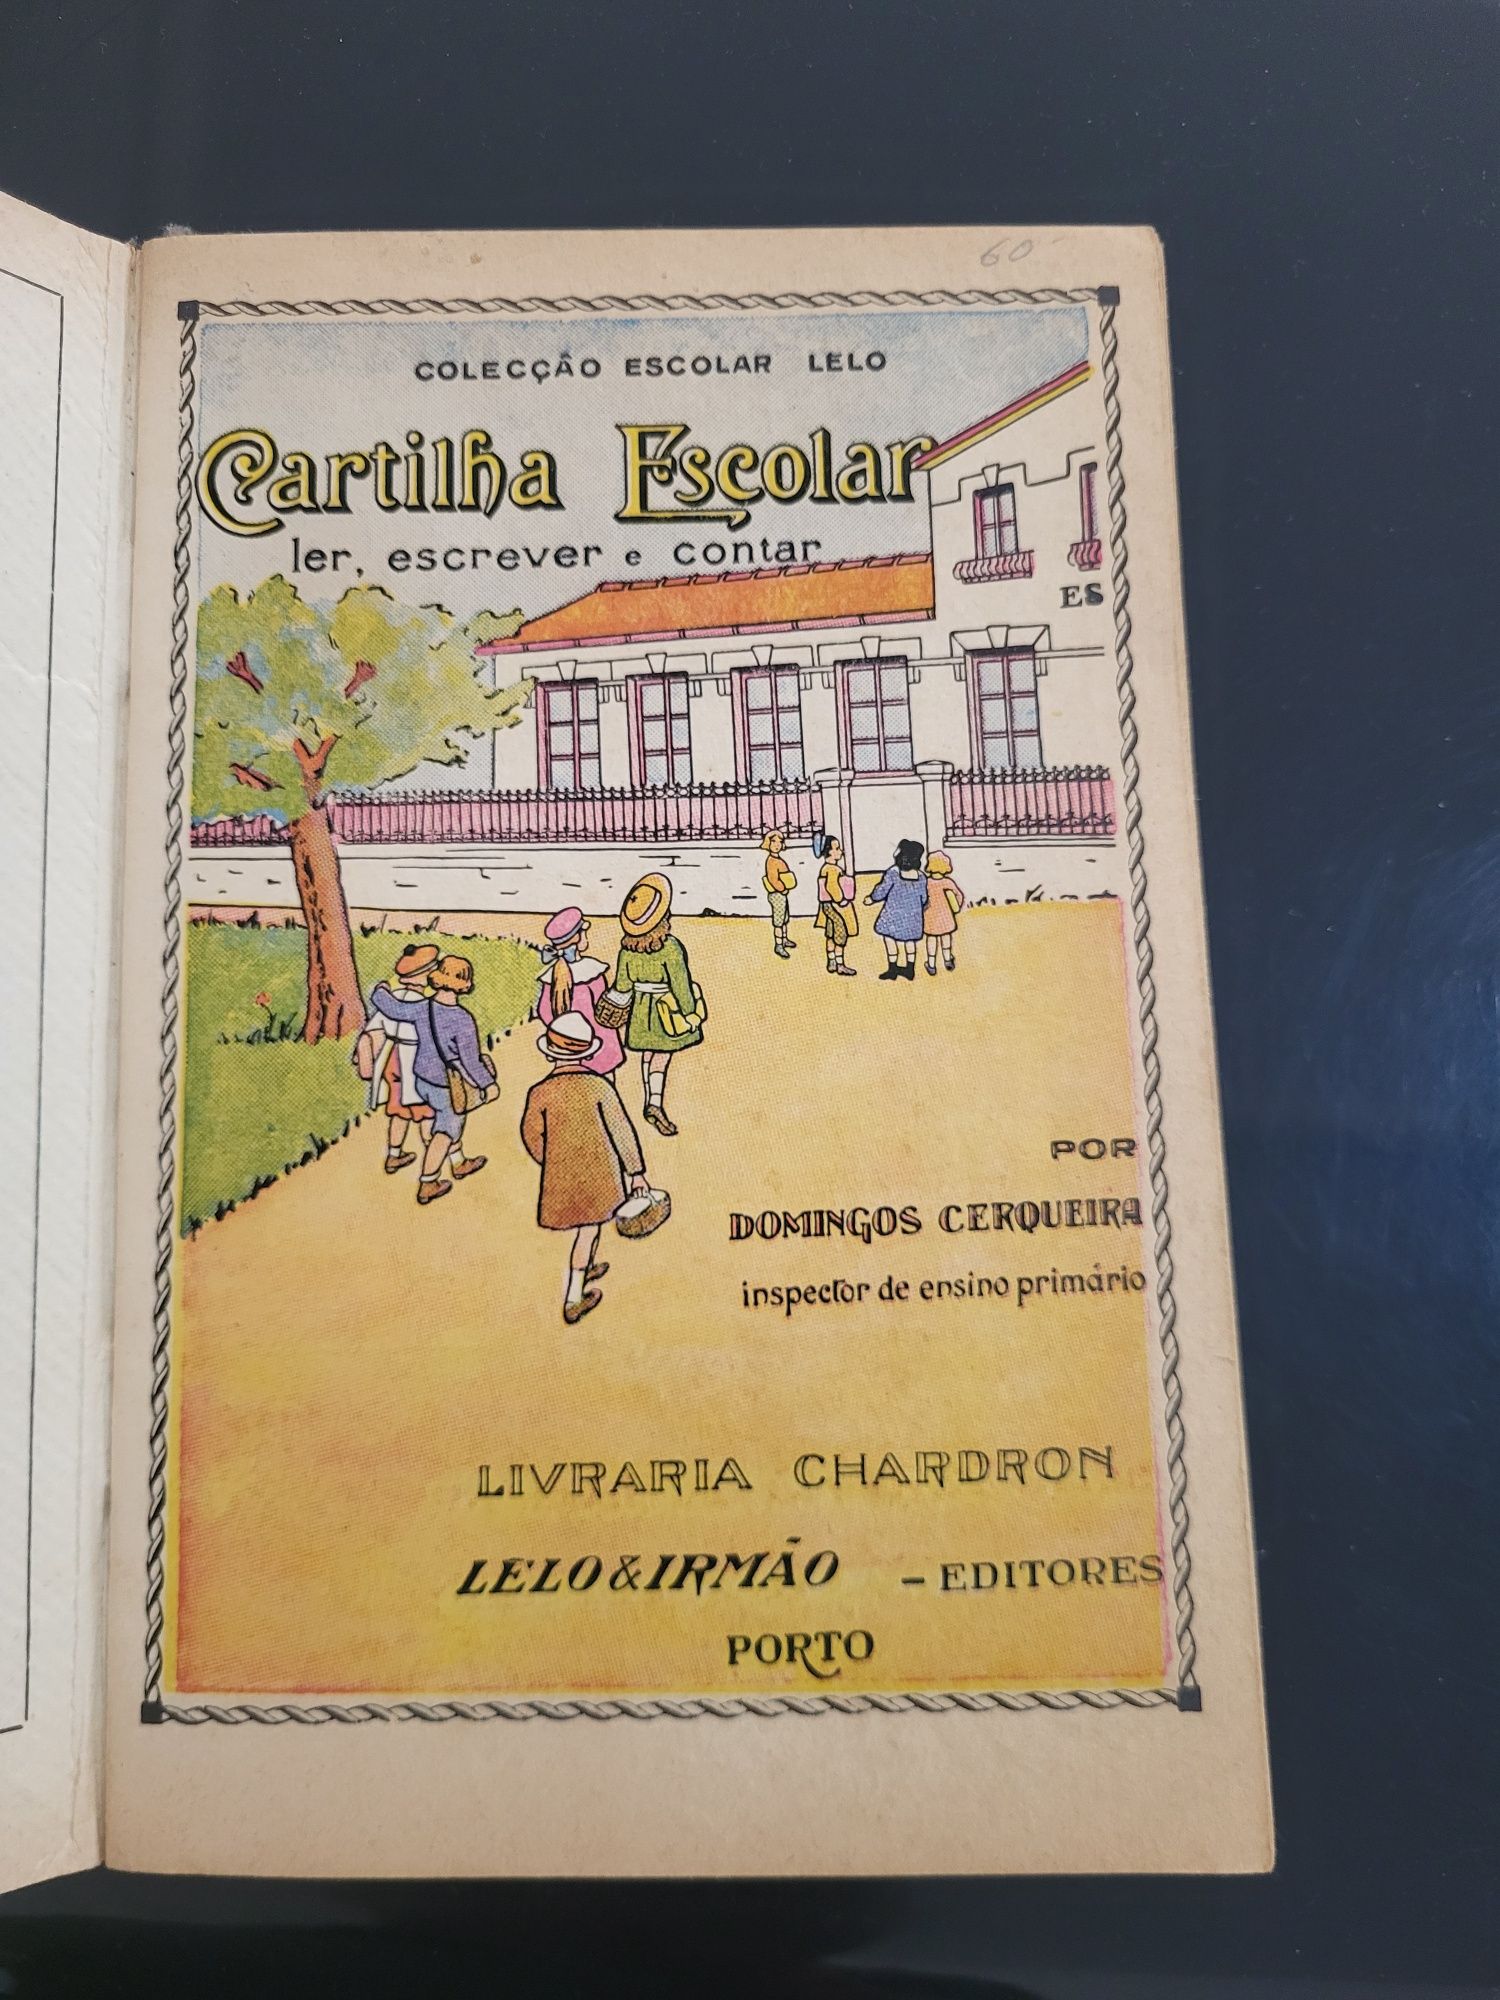 60
COLECÇÃO ESCOLAR LELO
Cartilha Escolar
ler, escrever e contar
ES
POR
DOMINGOS CERQUEIRA
inspector de ensino primário
LIVRARIA CHARDRON
LELO & IRMÃO — EDITORES
PORTO